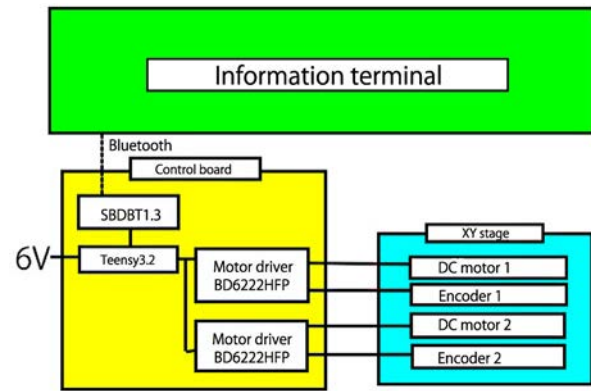 Information terminal
Bluetooth
Control board
SBDBT1.3
6V
Teensy3.2
Motor driver
BD6222HFP
Motor driver
BD6222HFP
XY stage
DC motor 1
Encoder 1
DC motor 2
Encoder 2